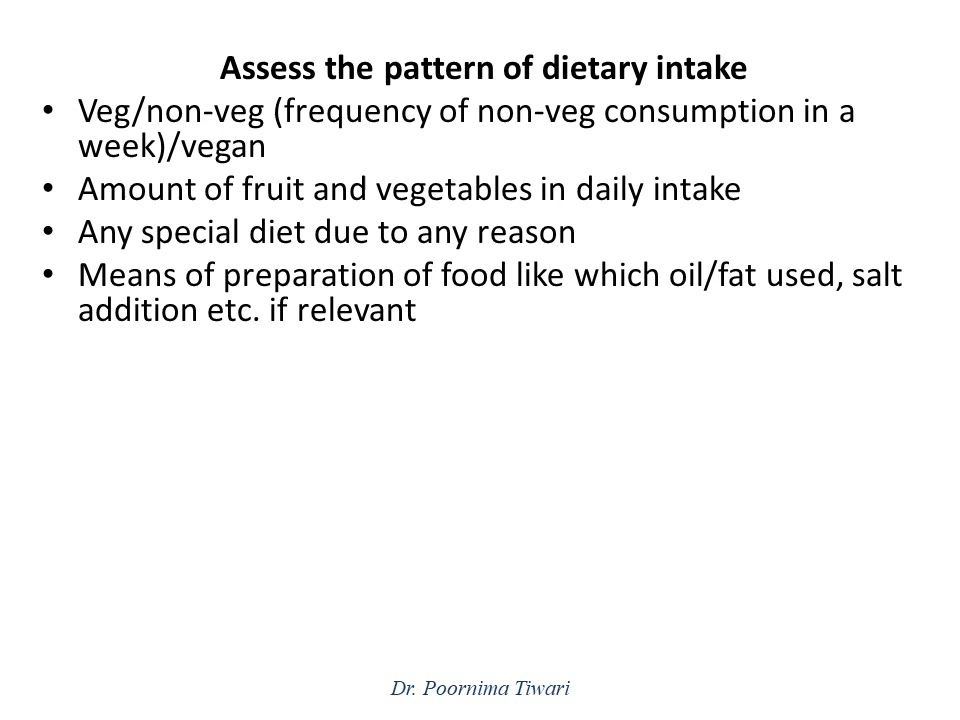 Assess the pattern of dietary intake
• Veg/non-veg (frequency of non-veg consumption in a
week)/vegan
• Amount of fruit and vegetables in daily intake
• Any special diet due to any reason
• Means of preparation of food like which oil/fat used, salt
addition etc. if relevant
Dr. Poornima Tiwari